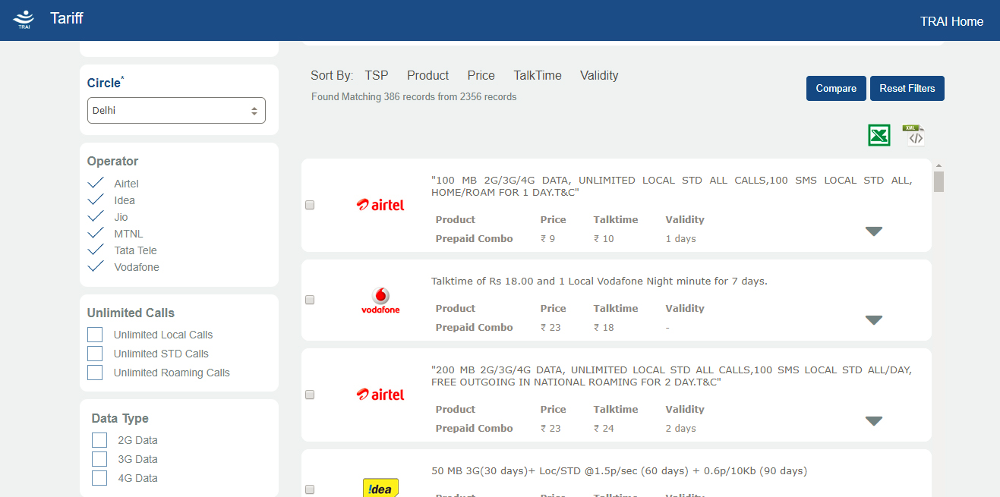 TRAI
Tariff
TRAI Home
Circle*
Delhi
Operator
Airtel
Idea
Jio
MTNL
Tata Tele
Vodafone
Unlimited Calls
Unlimited Local Calls
Unlimited STD Calls
Unlimited Roaming Calls
Data Type
2G Data
3G Data
4G Data
Sort By: TSP Product Price TalkTime Validity
Found Matching 386 records from 2356 records
Compare Reset Filters
XML
airtel
"100 MB 2G/3G/4G DATA, UNLIMITED LOCAL STD ALL CALLS,100 SMS LOCAL STD ALL,
HOME/ROAM FOR 1 DAY.T&C"
Product Price Talktime Validity
Prepaid Combo ₹ 9 ₹ 10 1 days
vodafone
Talktime of Rs 18.00 and 1 Local Vodafone Night minute for 7 days.
Product Price Talktime Validity
Prepaid Combo ₹ 23 ₹ 18 -
airtel
"200 MB 2G/3G/4G DATA, UNLIMITED LOCAL STD ALL CALLS,100 SMS LOCAL STD ALL/DAY,
FREE OUTGOING IN NATIONAL ROAMING FOR 2 DAY.T&C"
Product Price Talktime Validity
Prepaid Combo ₹ 23 ₹ 24 2 days
!dea
50 MB 3G(30 days)+ Loc/STD @1.5p/sec (60 days) + 0.6p/10Kb (90 days)
Product Price Talktime Validity